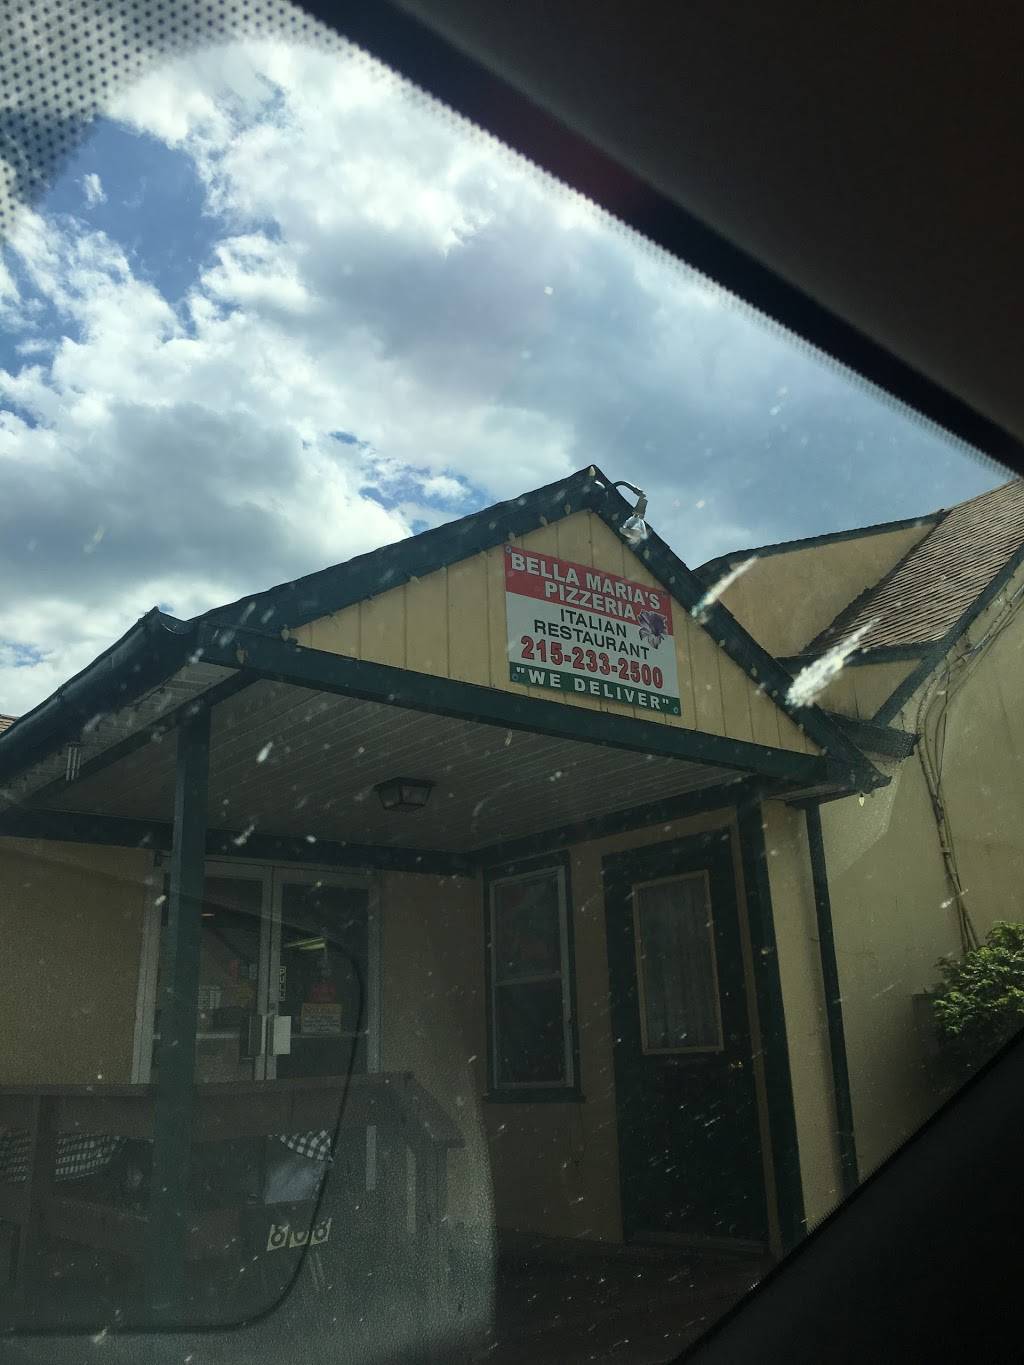 BELLA MARIA'S
PIZZERIA
ITALIAN
RESTAURANT
215-233-2500
"WE DELIVER"